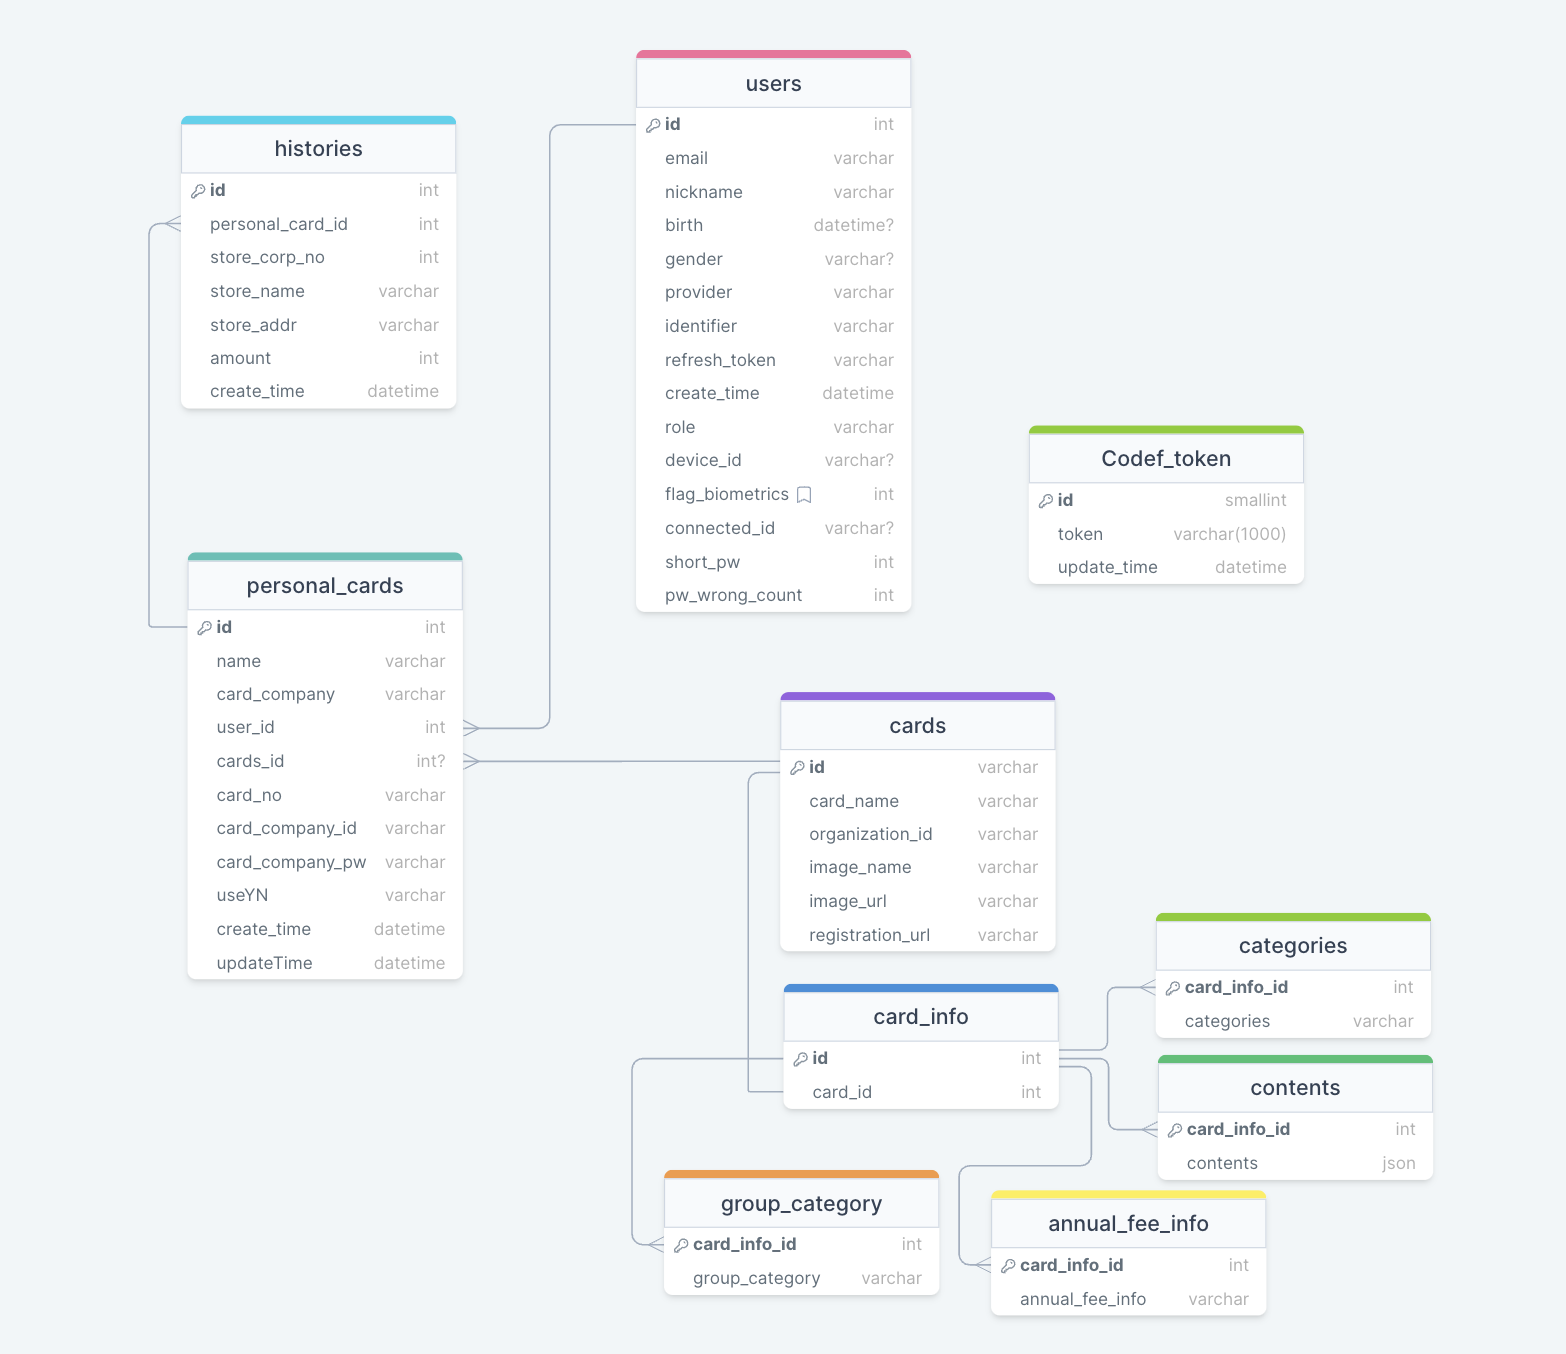 users
id int
email varchar
nickname varchar
birth datetime?
gender varchar?
provider varchar
identifier varchar
refresh_token varchar
create_time datetime
role varchar
device_id varchar?
flag_biometrics int
connected_id varchar?
short_pw int
pw_wrong_count int
histories
id int
personal_card_id int
store_corp_no int
store_name varchar
store_addr varchar
amount int
create_time datetime
Codef_token
id smallint
token varchar(1000)
update_time datetime
personal_cards
id int
name varchar
card_company varchar
user_id int
cards_id int?
card_no varchar
card_company_id varchar
card_company_pw varchar
useYN varchar
create_time datetime
updateTime datetime
cards
id varchar
card_name varchar
organization_id varchar
image_name varchar
image_url varchar
registration_url varchar
categories
card_info_id int
categories varchar
card_info
id int
card_id int
contents
card_info_id int
contents json
group_category
card_info_id int
group_category varchar
annual_fee_info
card_info_id int
annual_fee_info varchar